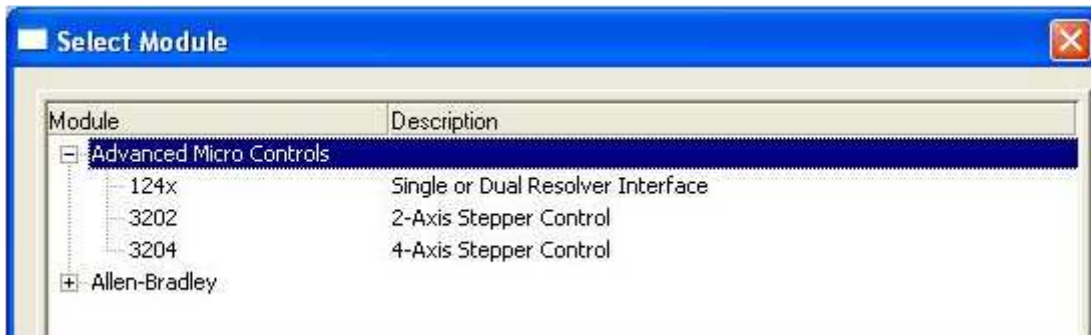 Select Module
Module Description
Advanced Micro Controls
124x Single or Dual Resolver Interface
3202 2-Axis Stepper Control
3204 4-Axis Stepper Control
Allen-Bradley